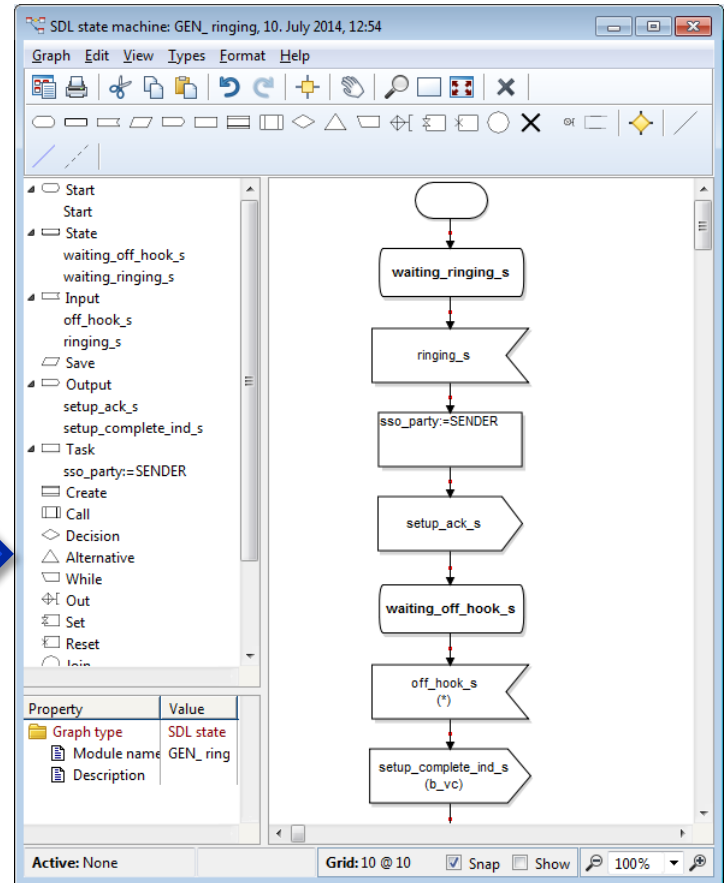 SDL state machine: GEN_ ringing, 10. July 2014, 12:54
Graph Edit View Types Format Help
Start
Start
State
waiting_off_hook_s
waiting_ringing_s
Input
off_hook_s
ringing_s
Save
Output
setup_ack_s
setup_complete_ind_s
Task
sso_party:=SENDER
Create
Call
Decision
Alternative
While
Out
Set
Reset
Join
Property Value
Graph type SDL state
Module name GEN_ ring
Description
waiting_ringing_s
ringing_s
sso_party:=SENDER
setup_ack_s
waiting_off_hook_s
off_hook_s
(*)
setup_complete_ind_s
(b_vc)
Active: None Grid: 10 @ 10 Snap Show 100%